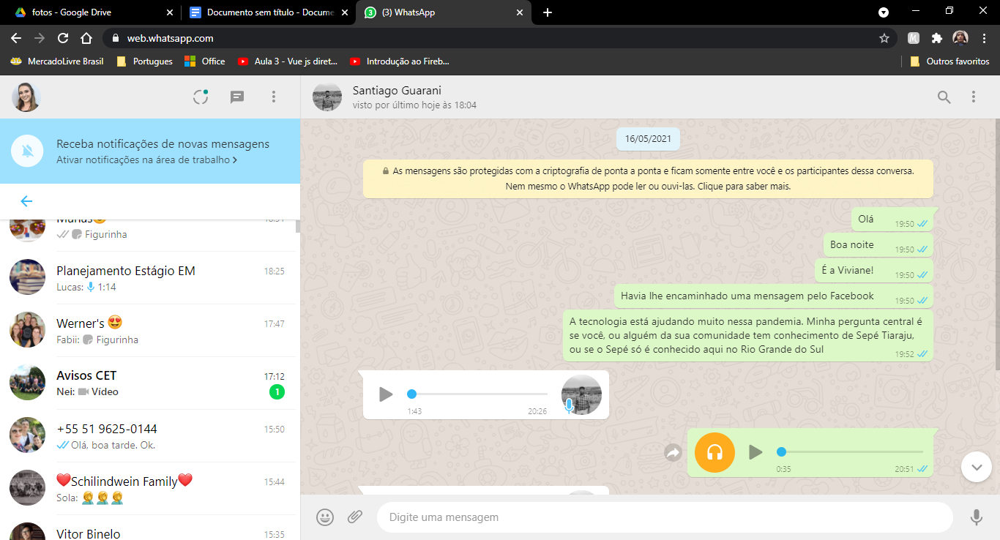 fotos - Google Drive
Documento sem título - Docume
(3) WhatsApp
web.whatsapp.com
MercadoLivre Brasil
Portugues
Office
Aula 3 - Vue js diret...
Introdução ao Fireb...
Outros favoritos
Receba notificações de novas mensagens
Ativar notificações na área de trabalho >
Figurinha
Planejamento Estágio EM 18:25
Lucas: 1:14
Werner's 😍 17:47
Fabii: Figurinha
Avisos CET 17:12
Nei: Vídeo 1
+55 51 9625-0144 15:50
Olá, boa tarde. Ok.
❤️Schilindwein Family❤️ 15:44
Sola: 🤦🤦🤦
Vitor Binelo 15:35
Santiago Guarani
visto por último hoje às 18:04
16/05/2021
As mensagens são protegidas com a criptografia de ponta a ponta e ficam somente entre você e os participantes dessa conversa.
Nem mesmo o WhatsApp pode ler ou ouvi-las. Clique para saber mais.
Olá 19:50
Boa noite 19:50
É a Viviane! 19:50
Havia lhe encaminhado uma mensagem pelo Facebook 19:50
A tecnologia está ajudando muito nessa pandemia. Minha pergunta central é
se você, ou alguém da sua comunidade tem conhecimento de Sepé Tiaraju,
ou se o Sepé só é conhecido aqui no Rio Grande do Sul 19:52
1:43 20:26
0:35 20:51
Digite uma mensagem